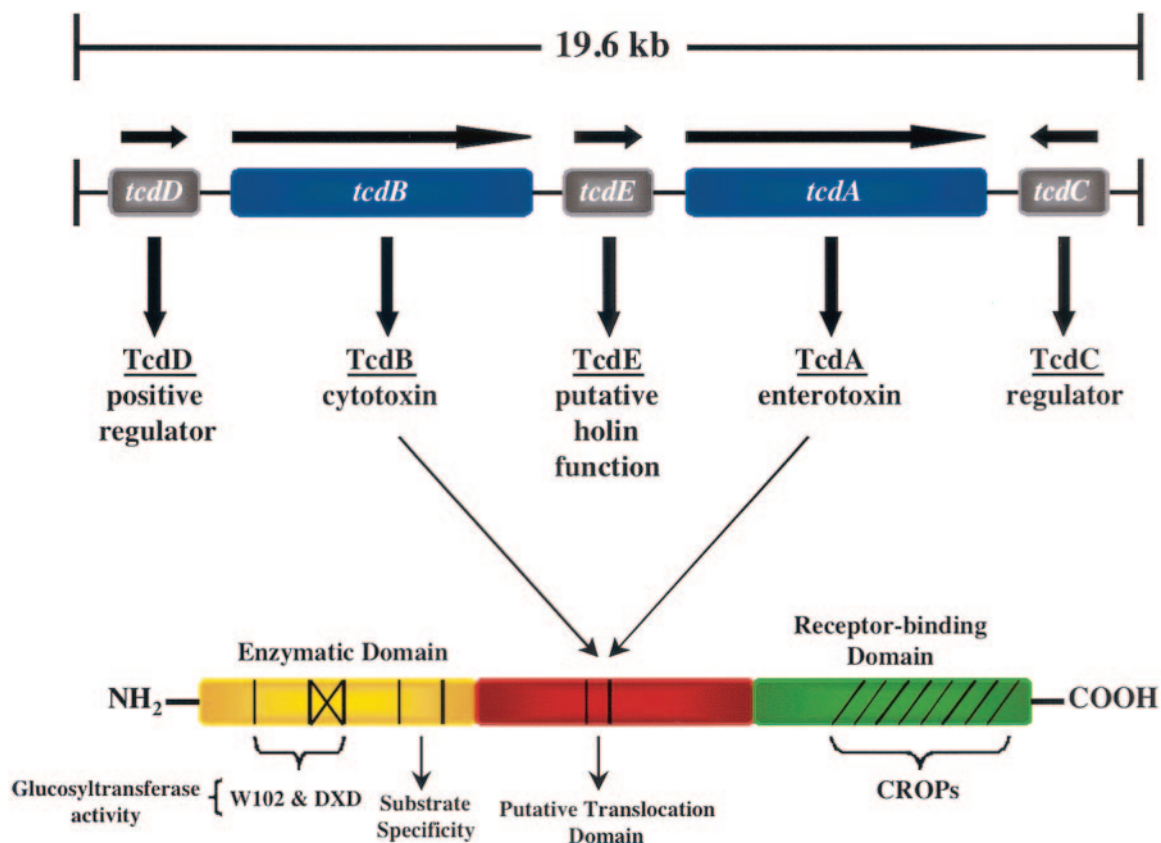 19.6 kb
tcdD
tcdB
tcdE
tcdA
tcdC
TcdD
positive
regulator
TcdB
cytotoxin
TcdE
putative
holin
function
TcdA
enterotoxin
TcdC
regulator
Enzymatic Domain
Receptor-binding
Domain
NH2
COOH
Glucosyltransferase
activity
W102 & DXD
Substrate
Specificity
Putative Translocation
Domain
CROPs